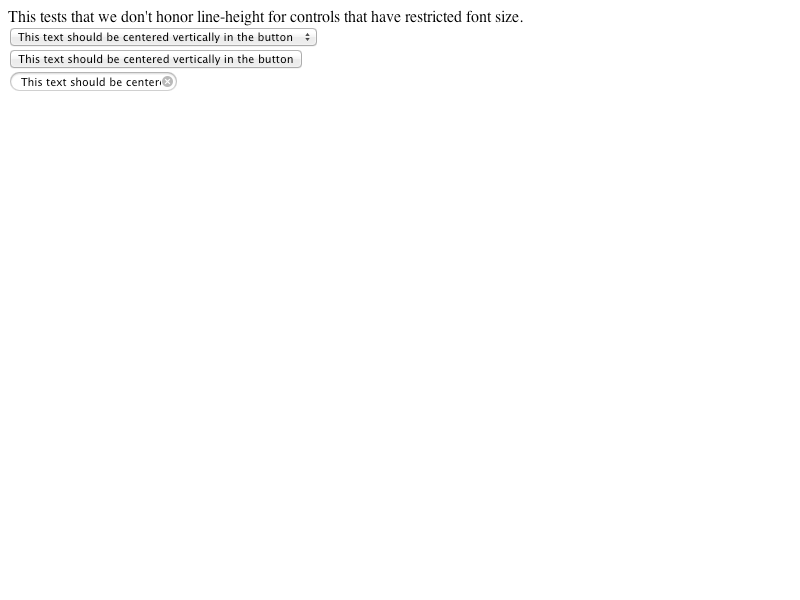 This tests that we don't honor line-height for controls that have restricted font size.
This text should be centered vertically in the button
This text should be centered vertically in the button
This text should be center